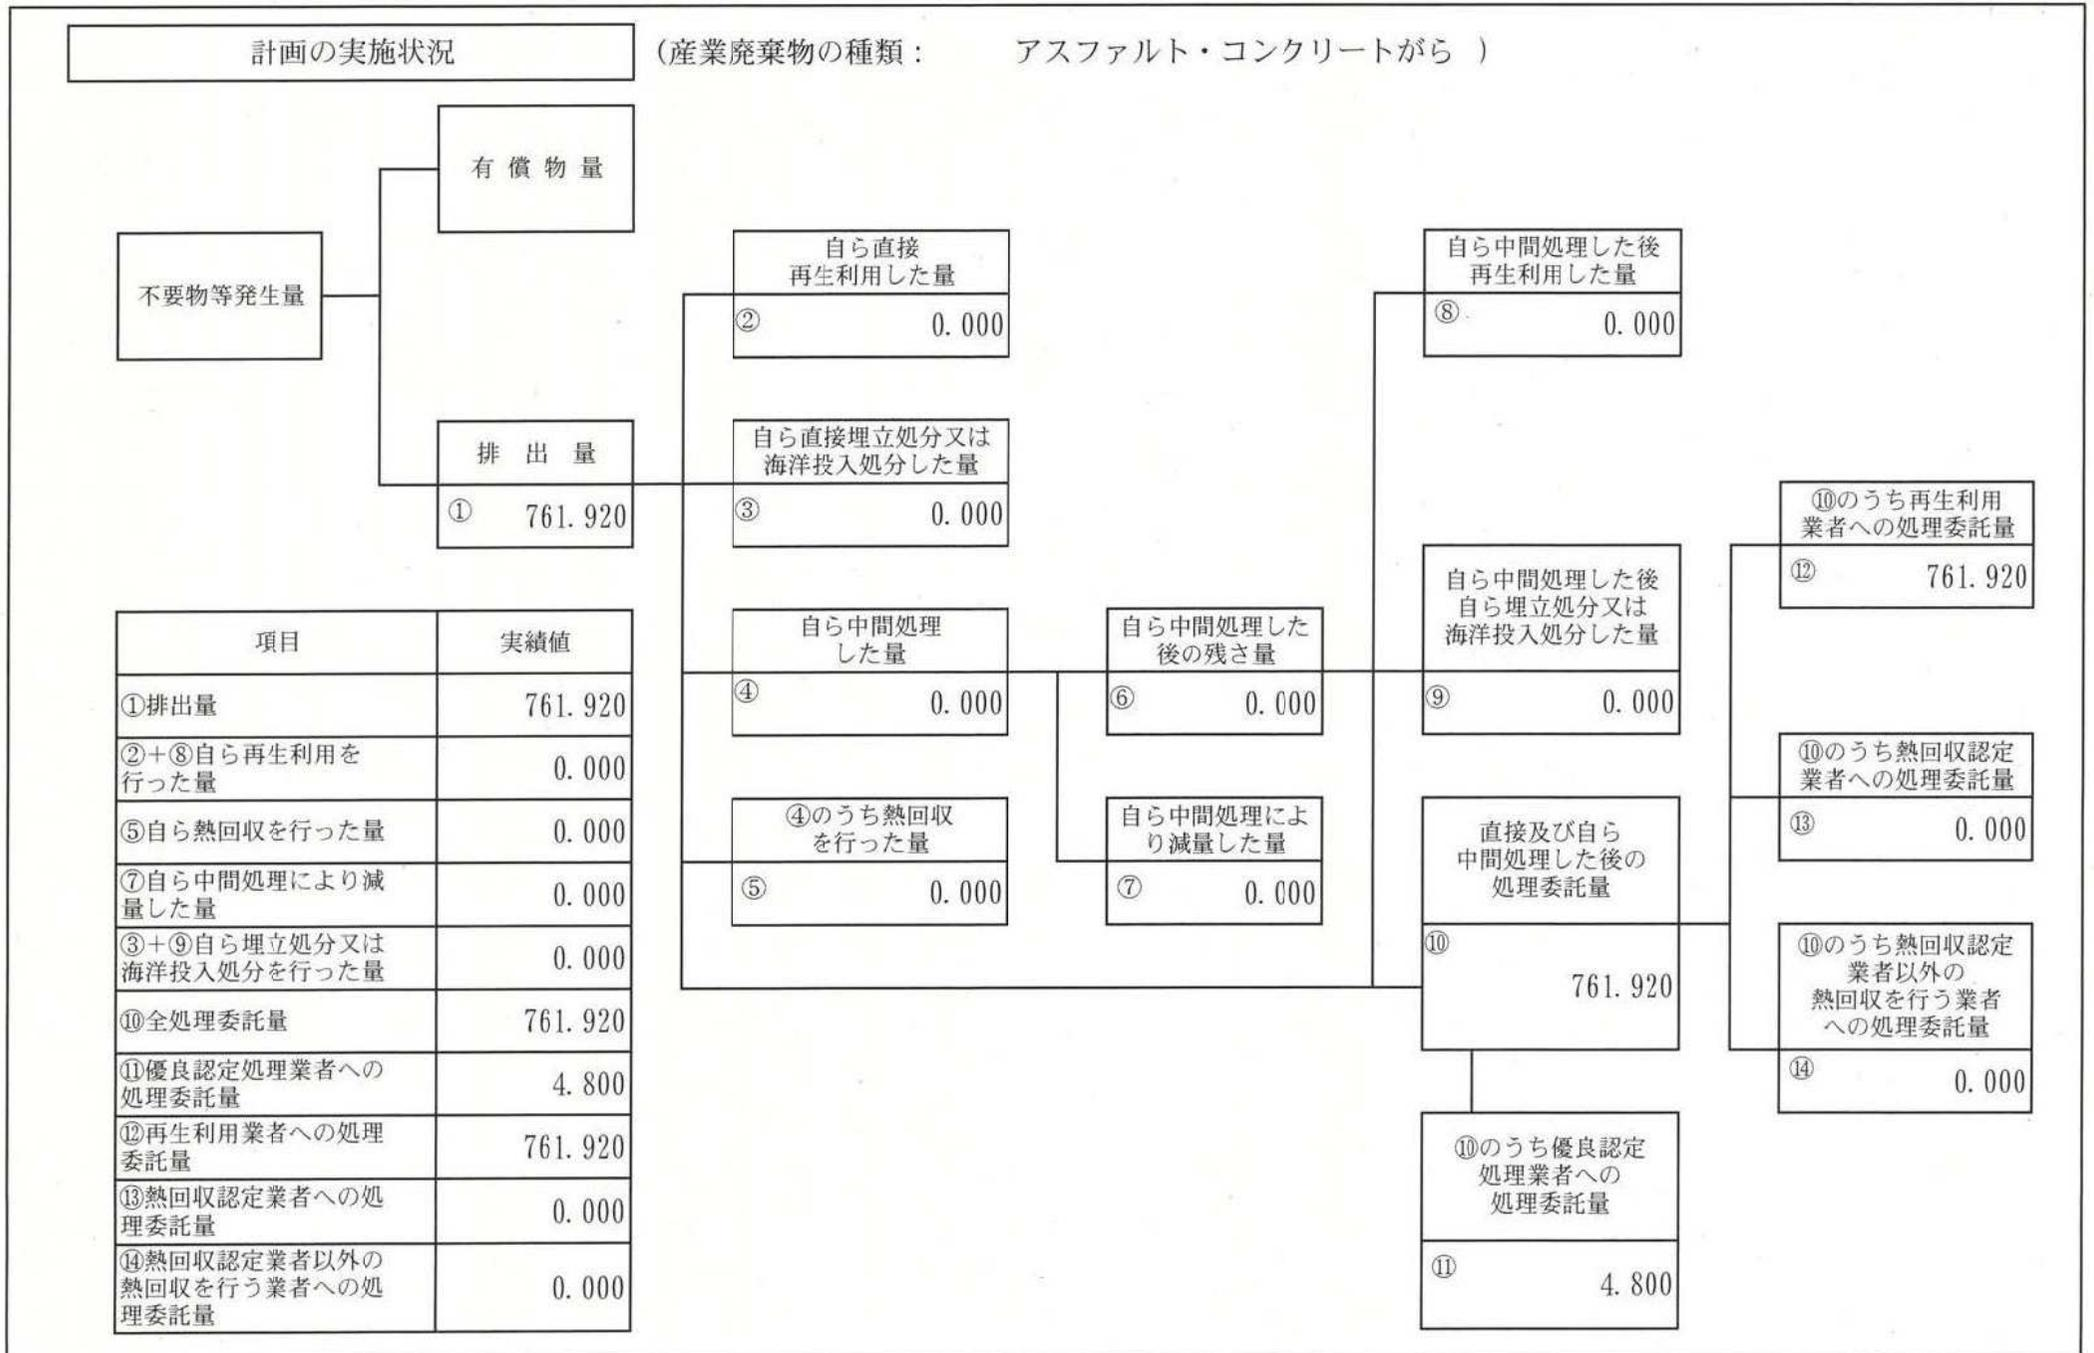 計画の実施状況
(産業廃棄物の種類： アスファルト・コンクリートがら )
有償物量
不要物等発生量
排出量
① 761.920
自ら直接
再生利用した量
② 0.000
自ら直接埋立処分又は
海洋投入処分した量
③ 0.000
自ら中間処理
した量
④ 0.000
④のうち熱回収
を行った量
⑤ 0.000
自ら中間処理した
後の残さ量
⑥ 0.000
自ら中間処理によ
り減量した量
⑦ 0.000
自ら中間処理した後
再生利用した量
⑧ 0.000
自ら中間処理した後
自ら埋立処分又は
海洋投入処分した量
⑨ 0.000
直接及び自ら
中間処理した後の
処理委託量
⑩
761.920
⑩のうち優良認定
処理業者への
処理委託量
⑪ 4.800
⑩のうち再生利用
業者への処理委託量
⑫ 761.920
⑩のうち熱回収認定
業者への処理委託量
⑬ 0.000
⑩のうち熱回収認定
業者以外の
熱回収を行う業者
への処理委託量
⑭ 0.000
項目 実績値
①排出量 761.920
②＋⑧自ら再生利用を
行った量 0.000
⑤自ら熱回収を行った量 0.000
⑦自ら中間処理により減
量した量 0.000
③＋⑨自ら埋立処分又は
海洋投入処分を行った量 0.000
⑩全処理委託量 761.920
⑪優良認定処理業者への
処理委託量 4.800
⑫再生利用業者への処理
委託量 761.920
⑬熱回収認定業者への処
理委託量 0.000
⑭熱回収認定業者以外の
熱回収を行う業者への処
理委託量 0.000